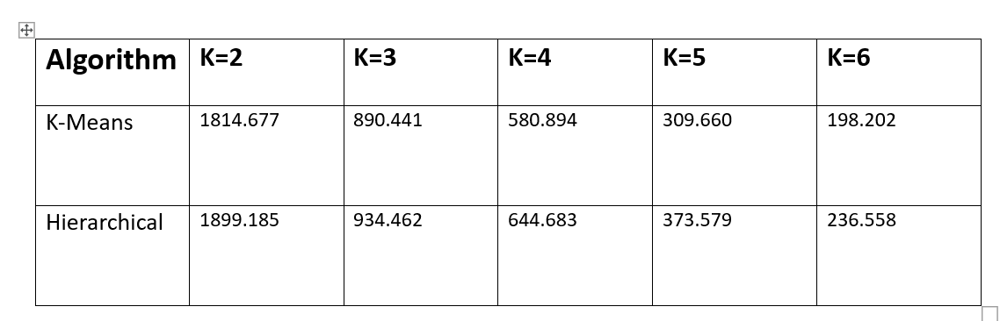 Algorithm K=2 K=3 K=4 K=5 K=6
K-Means 1814.677 890.441 580.894 309.660 198.202
Hierarchical 1899.185 934.462 644.683 373.579 236.558